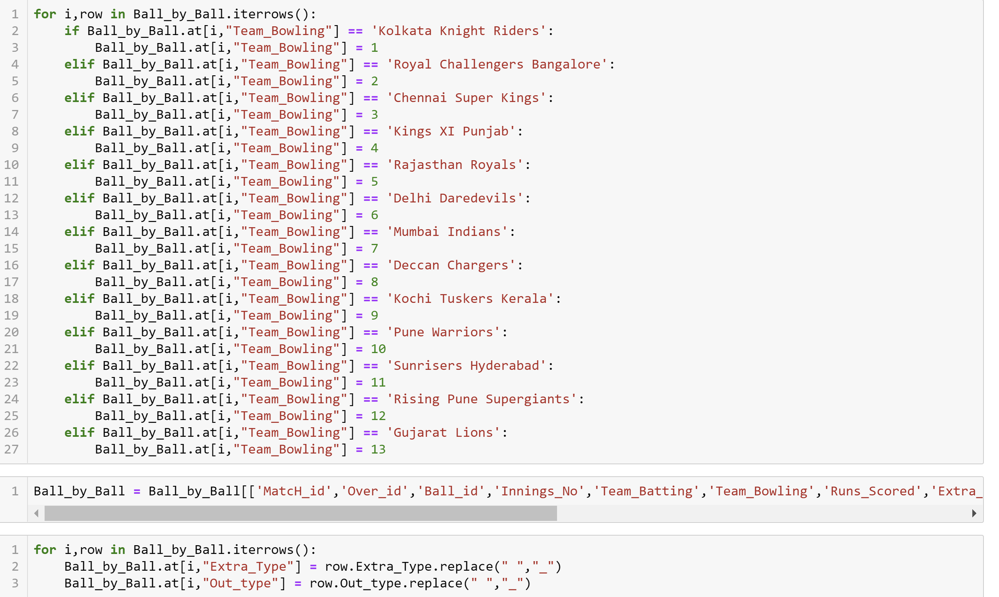 1 for i,row in Ball_by_Ball.iterrows():
2     if Ball_by_Ball.at[i,"Team_Bowling"] == 'Kolkata Knight Riders':
3         Ball_by_Ball.at[i,"Team_Bowling"] = 1
4     elif Ball_by_Ball.at[i,"Team_Bowling"] == 'Royal Challengers Bangalore':
5         Ball_by_Ball.at[i,"Team_Bowling"] = 2
6     elif Ball_by_Ball.at[i,"Team_Bowling"] == 'Chennai Super Kings':
7         Ball_by_Ball.at[i,"Team_Bowling"] = 3
8     elif Ball_by_Ball.at[i,"Team_Bowling"] == 'Kings XI Punjab':
9         Ball_by_Ball.at[i,"Team_Bowling"] = 4
10     elif Ball_by_Ball.at[i,"Team_Bowling"] == 'Rajasthan Royals':
11         Ball_by_Ball.at[i,"Team_Bowling"] = 5
12     elif Ball_by_Ball.at[i,"Team_Bowling"] == 'Delhi Daredevils':
13         Ball_by_Ball.at[i,"Team_Bowling"] = 6
14     elif Ball_by_Ball.at[i,"Team_Bowling"] == 'Mumbai Indians':
15         Ball_by_Ball.at[i,"Team_Bowling"] = 7
16     elif Ball_by_Ball.at[i,"Team_Bowling"] == 'Deccan Chargers':
17         Ball_by_Ball.at[i,"Team_Bowling"] = 8
18     elif Ball_by_Ball.at[i,"Team_Bowling"] == 'Kochi Tuskers Kerala':
19         Ball_by_Ball.at[i,"Team_Bowling"] = 9
20     elif Ball_by_Ball.at[i,"Team_Bowling"] == 'Pune Warriors':
21         Ball_by_Ball.at[i,"Team_Bowling"] = 10
22     elif Ball_by_Ball.at[i,"Team_Bowling"] == 'Sunrisers Hyderabad':
23         Ball_by_Ball.at[i,"Team_Bowling"] = 11
24     elif Ball_by_Ball.at[i,"Team_Bowling"] == 'Rising Pune Supergiants':
25         Ball_by_Ball.at[i,"Team_Bowling"] = 12
26     elif Ball_by_Ball.at[i,"Team_Bowling"] == 'Gujarat Lions':
27         Ball_by_Ball.at[i,"Team_Bowling"] = 13
1 Ball_by_Ball = Ball_by_Ball[['MatcH_id','Over_id','Ball_id','Innings_No','Team_Batting','Team_Bowling','Runs_Scored','Extra_
1 for i,row in Ball_by_Ball.iterrows():
2     Ball_by_Ball.at[i,"Extra_Type"] = row.Extra_Type.replace(" ","_")
3     Ball_by_Ball.at[i,"Out_type"] = row.Out_type.replace(" ","_")